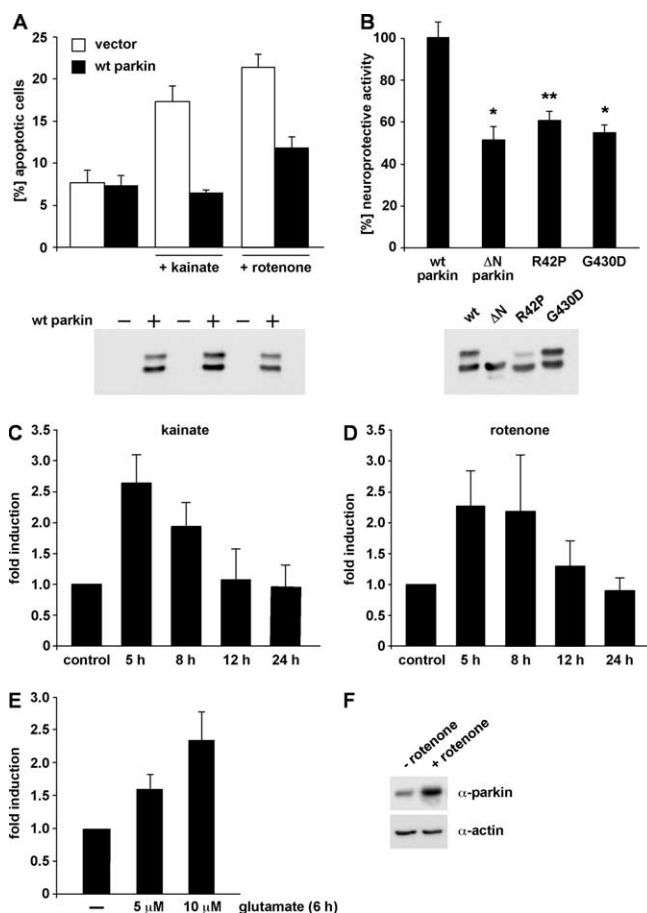 A
vector
wt parkin
[%] apoptotic cells
25
20
15
10
5
0
+ kainate
+ rotenone
wt parkin − + − + − +
B
[%] neuroprotective activity
100
80
60
40
20
0
*
**
*
wt parkin
ΔN parkin
R42P
G430D
wt
ΔN
R42P
G430D
C
kainate
fold induction
3.5
3.0
2.5
2.0
1.5
1.0
0.5
0.0
control
5 h
8 h
12 h
24 h
D
rotenone
fold induction
3.5
3.0
2.5
2.0
1.5
1.0
0.5
0.0
control
5 h
8 h
12 h
24 h
E
fold induction
3.0
2.5
2.0
1.5
1.0
0.5
0.0
−
5 μM
10 μM
glutamate (6 h)
F
- rotenone
+ rotenone
α-parkin
α-actin